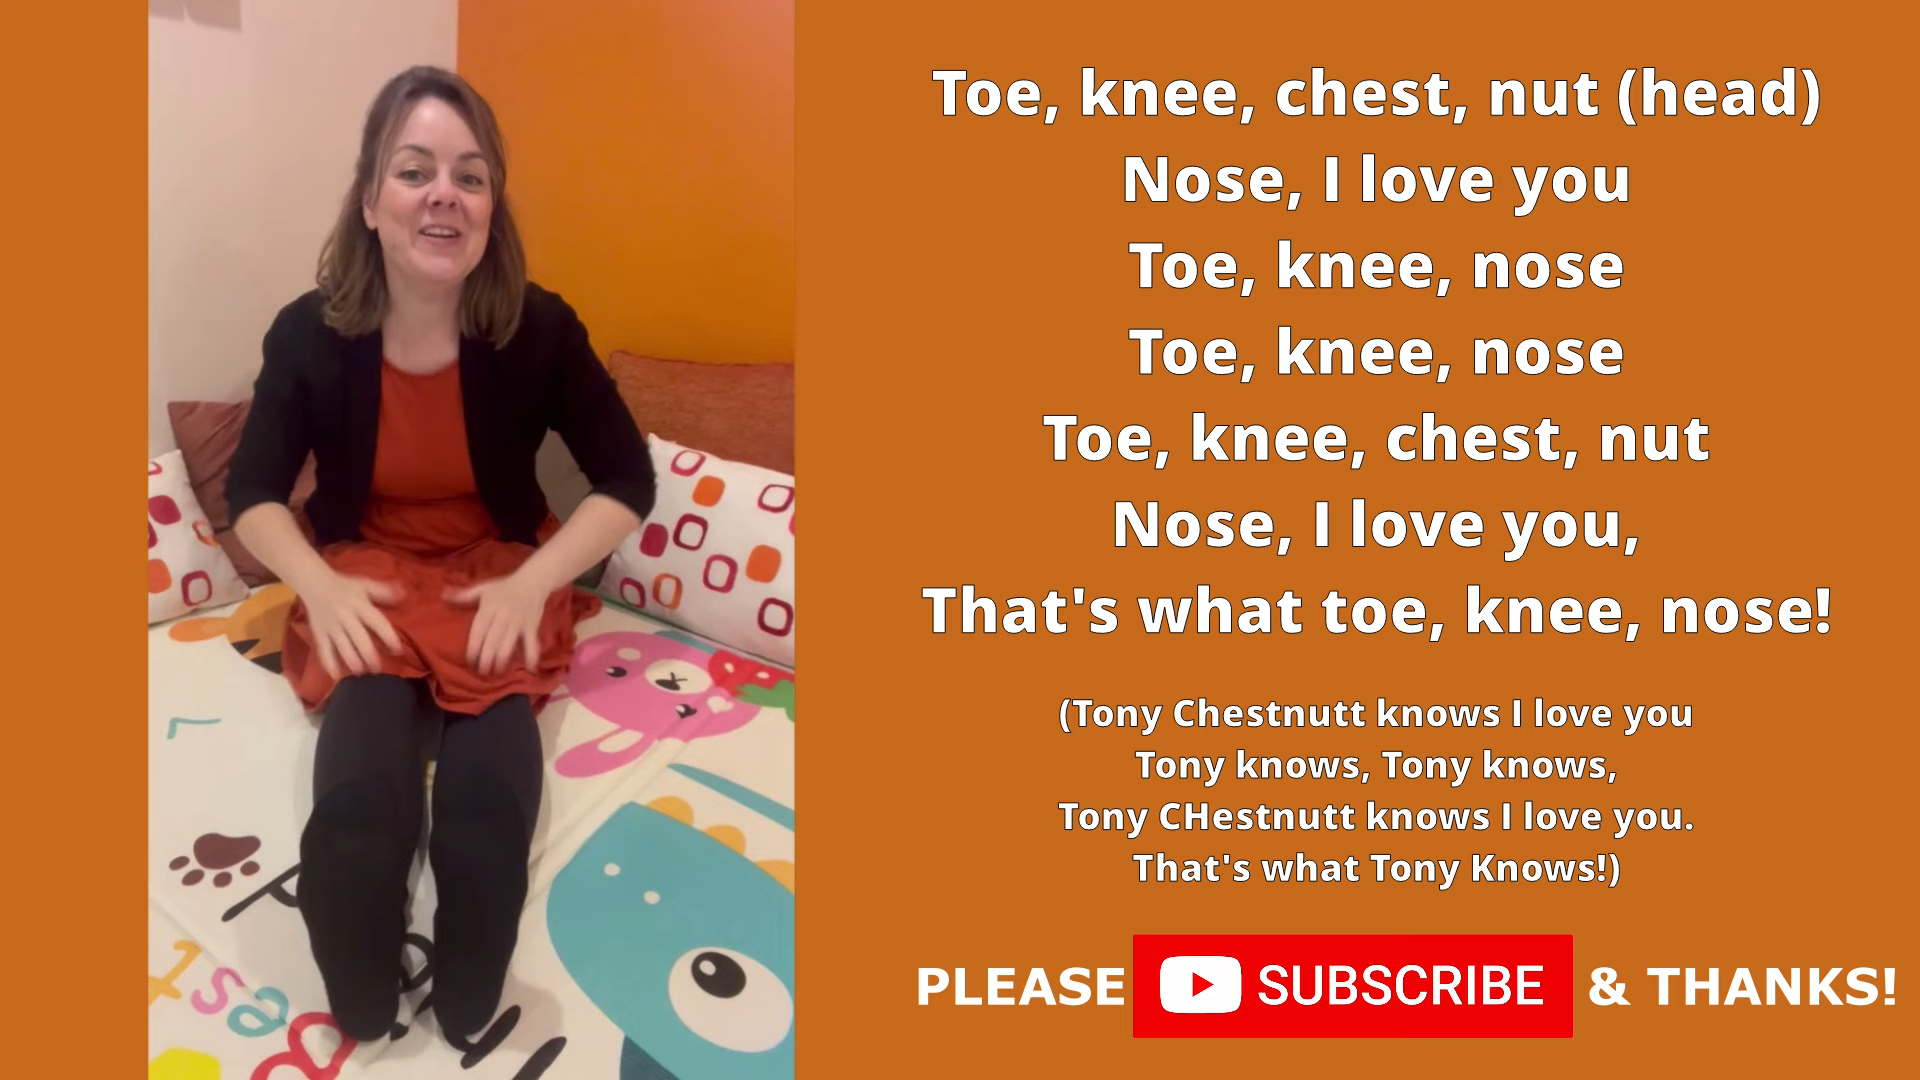 Toe, knee, chest, nut (head)
Nose, I love you
Toe, knee, nose
Toe, knee, nose
Toe, knee, chest, nut
Nose, I love you,
That's what toe, knee, nose!
(Tony Chestnutt knows I love you
Tony knows, Tony knows,
Tony CHestnutt knows I love you.
That's what Tony Knows!)
PLEASE SUBSCRIBE & THANKS!